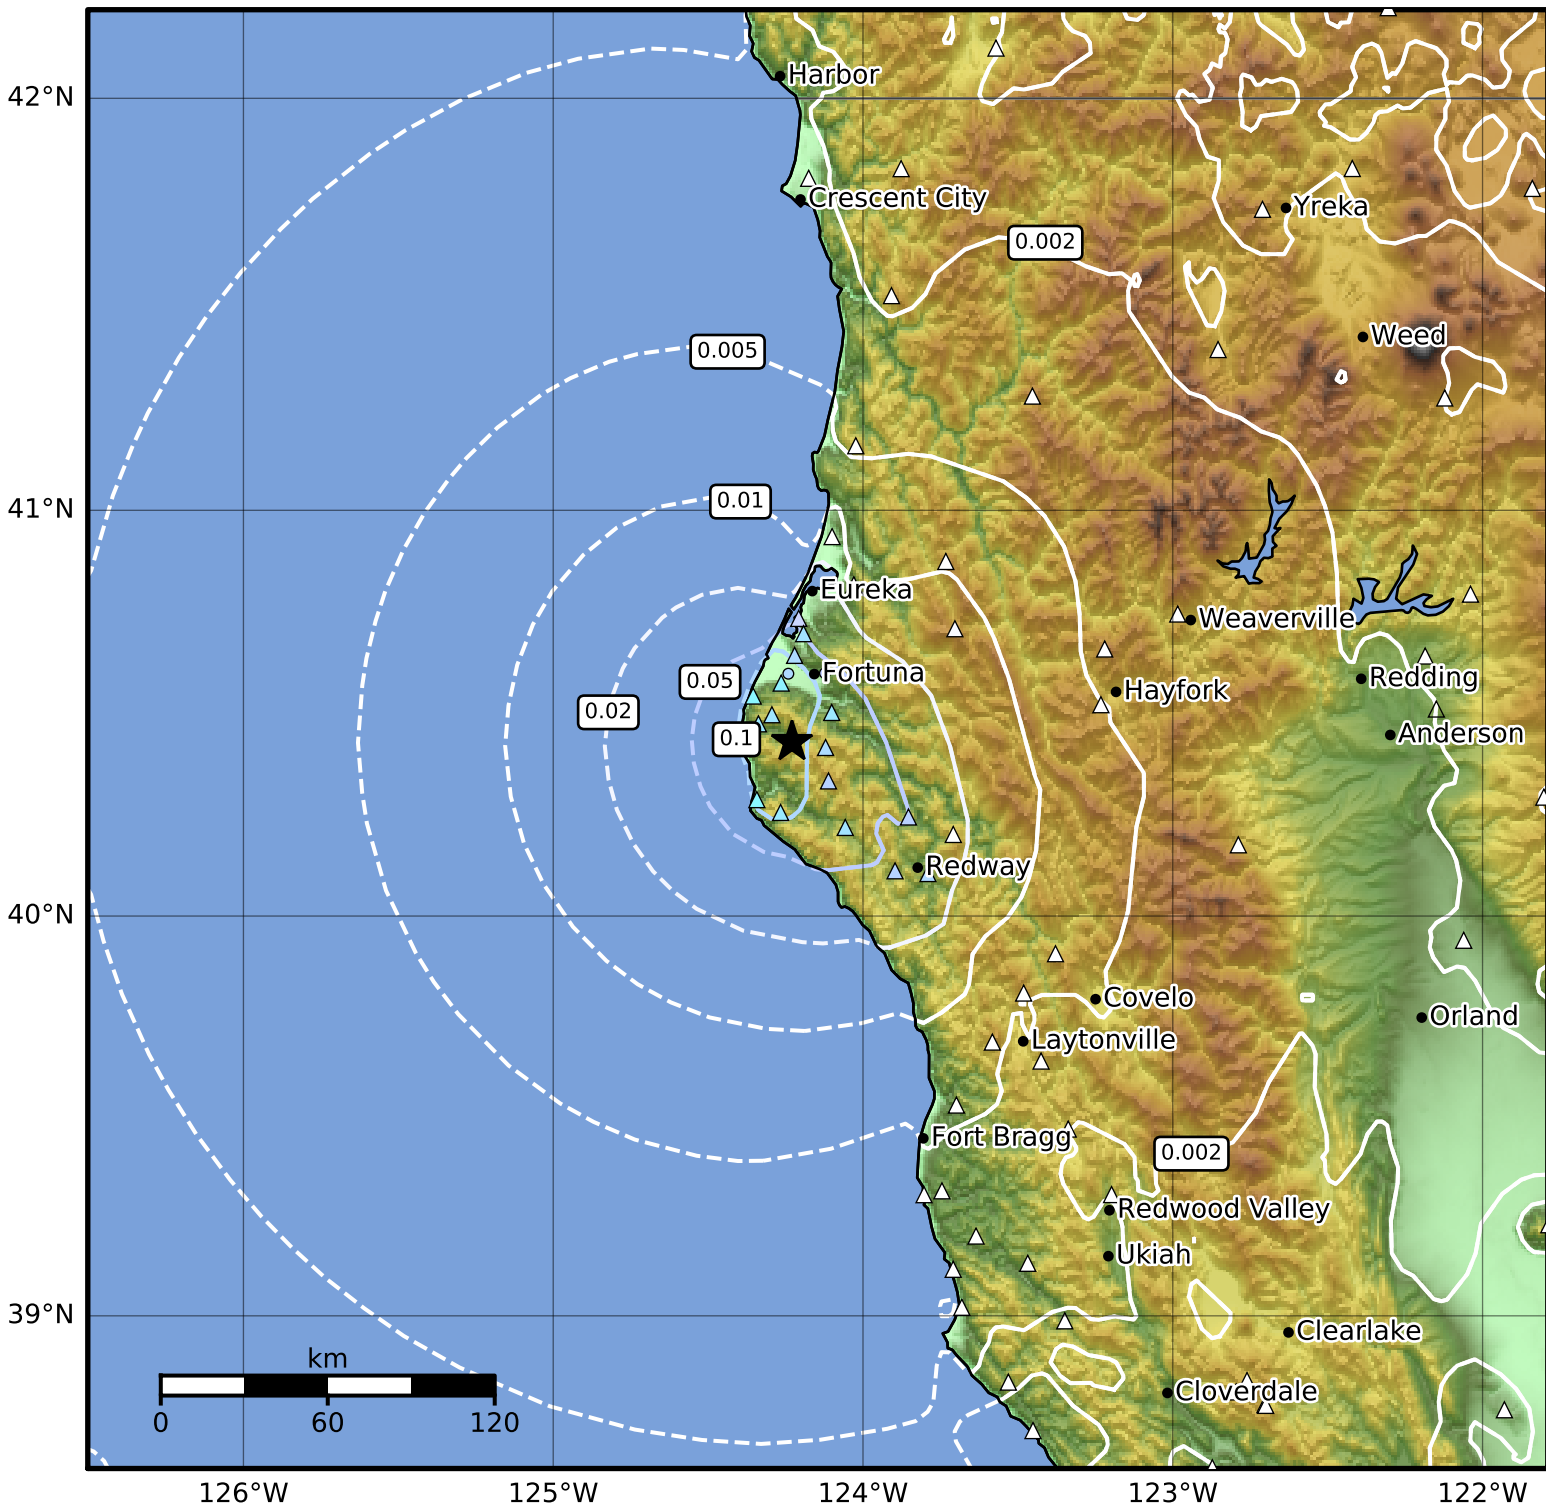 Harbor
42°N
Crescent City
Yreka
0.002
Weed
0.005
0.01
41°N
Eureka
Weaverville
Fortuna
0.05
Redding
Hayfork
0.02
Anderson
0.1
Redway
40°N
Covelo
Orland
Laytonville
Fort Bragg
0.002
Redwood Valley
Ukiah
39°N
Clearlake
km
Cloverdale
0 60 120
126°W 125°W 124°W 123°W 122°W